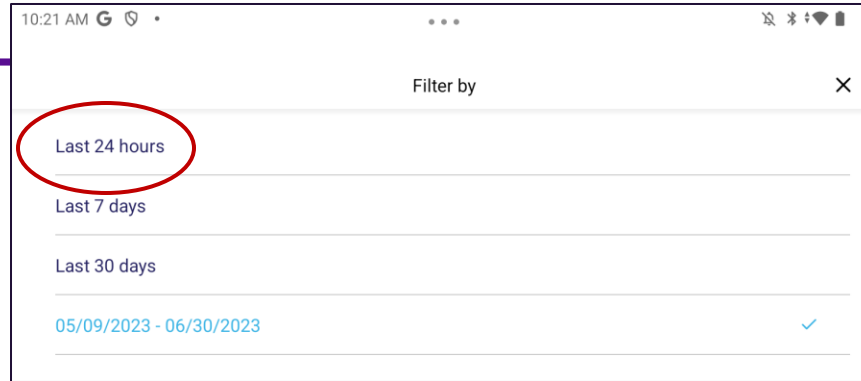 10:21 AM G
Filter by
Last 24 hours
Last 7 days
Last 30 days
05/09/2023 - 06/30/2023